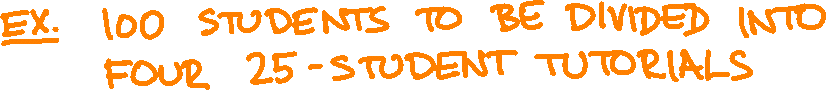 EX. 100 STUDENTS TO BE DIVIDED INTO
FOUR 25-STUDENT TUTORIALS